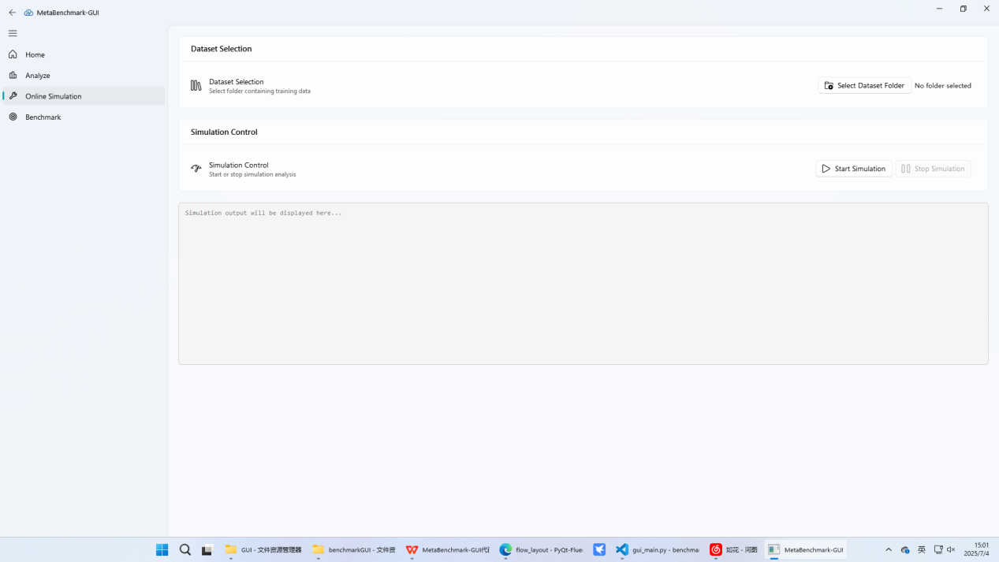 MetaBenchmark-GUI
Home
Analyze
Online Simulation
Benchmark
Dataset Selection
Dataset Selection
Select folder containing training data
Select Dataset Folder
No folder selected
Simulation Control
Simulation Control
Start or stop simulation analysis
Start Simulation
Stop Simulation
Simulation output will be displayed here...
GUI - 文件资源管理器
benchmarkGUI - 文件资
MetaBenchmark-GUI代
flow_layout - PyQt-Flue
gui_main.py - benchma
如花 - 河图
MetaBenchmark-GUI
英
15:01
2025/7/4